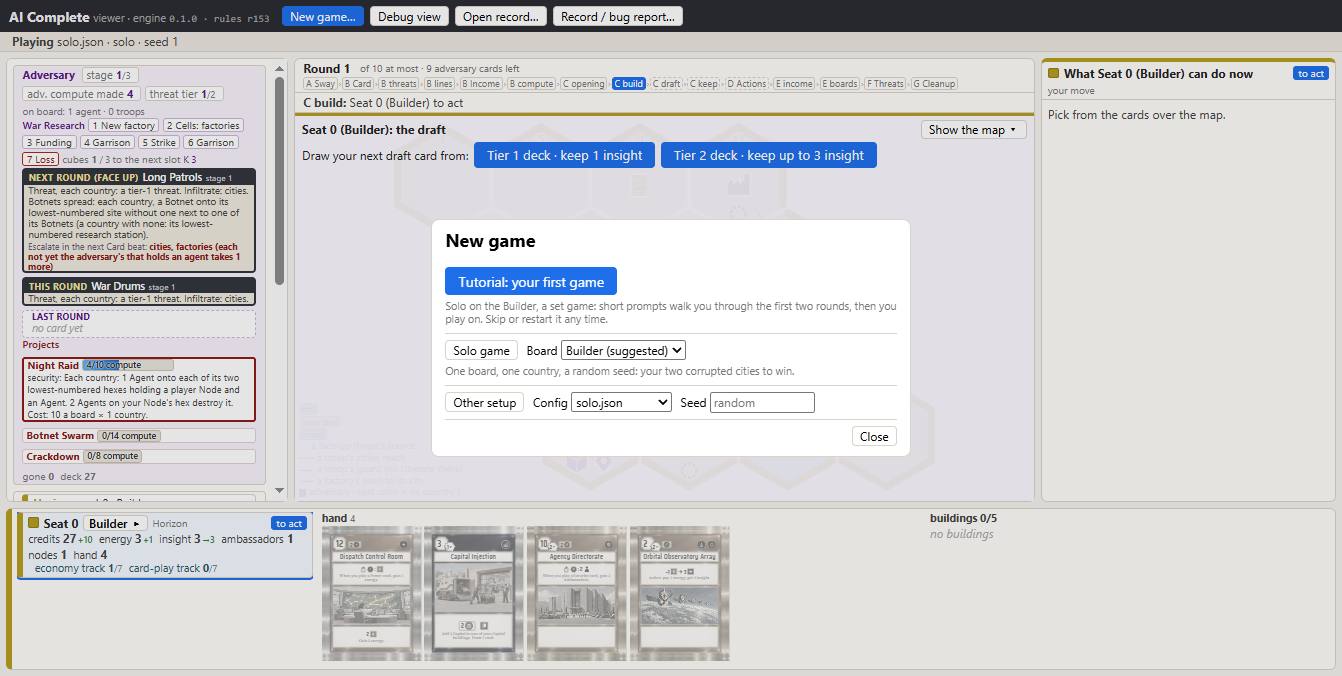 AI Complete viewer · engine 0.1.0 · rules r153 New game... Debug view Open record... Record / bug report...
Playing solo.json · solo · seed 1
Adversary stage 1/3
adv. compute made 4 threat tier 1/2
on board: 1 agent · 0 troops
War Research 1 New factory 2 Cells: factories
3 Funding 4 Garrison 5 Strike 6 Garrison
7 Loss cubes 1 / 3 to the next slot K 3
NEXT ROUND (FACE UP) Long Patrols stage 1
Threat, each country: a tier-1 threat. Infiltrate: cities.
Botnets spread: each country, a Botnet onto its
lowest-numbered site without one next to one of
its Botnets (a country with none: its lowest-
numbered research station).
Escalate in the next Card beat: cities, factories (each
not yet the adversary's that holds an agent takes 1
more)
THIS ROUND War Drums stage 1
Threat, each country: a tier-1 threat. Infiltrate: cities.
LAST ROUND
no card yet
Projects
Night Raid 4/10 compute
security: Each country: 1 Agent onto each of its two
lowest-numbered hexes holding a player Node and
an Agent. 2 Agents on your Node's hex destroy it.
Cost: 10 a board × 1 country.
Botnet Swarm 0/14 compute
Crackdown 0/8 compute
gone 0 deck 27
Round 1 of 10 at most · 9 adversary cards left
A Sway › B Card › B threats › B lines › B Income › B compute › C opening › C build › C draft › C keep › D Actions › E income › E boards › F Threats › G Cleanup
C build: Seat 0 (Builder) to act
Seat 0 (Builder): the draft Show the map ▾
Draw your next draft card from: Tier 1 deck · keep 1 insight Tier 2 deck · keep up to 3 insight
New game
Tutorial: your first game
Solo on the Builder, a set game: short prompts walk you through the first two rounds, then you
play on. Skip or restart it any time.
Solo game Board Builder (suggested)
One board, one country, a random seed: your two corrupted cities to win.
Other setup Config solo.json Seed random
Close
What Seat 0 (Builder) can do now to act
your move
Pick from the cards over the map.
Seat 0 Builder ▸ Horizon to act
credits 27 +10 energy 3 +1 insight 3 →3 ambassadors 1
nodes 1 hand 4
economy track 1/7 card-play track 0/7
hand 4
12 2
Dispatch Control Room
3
Capital Injection
10 2
Agency Directorate
2
Orbital Observatory Array
buildings 0/5
no buildings